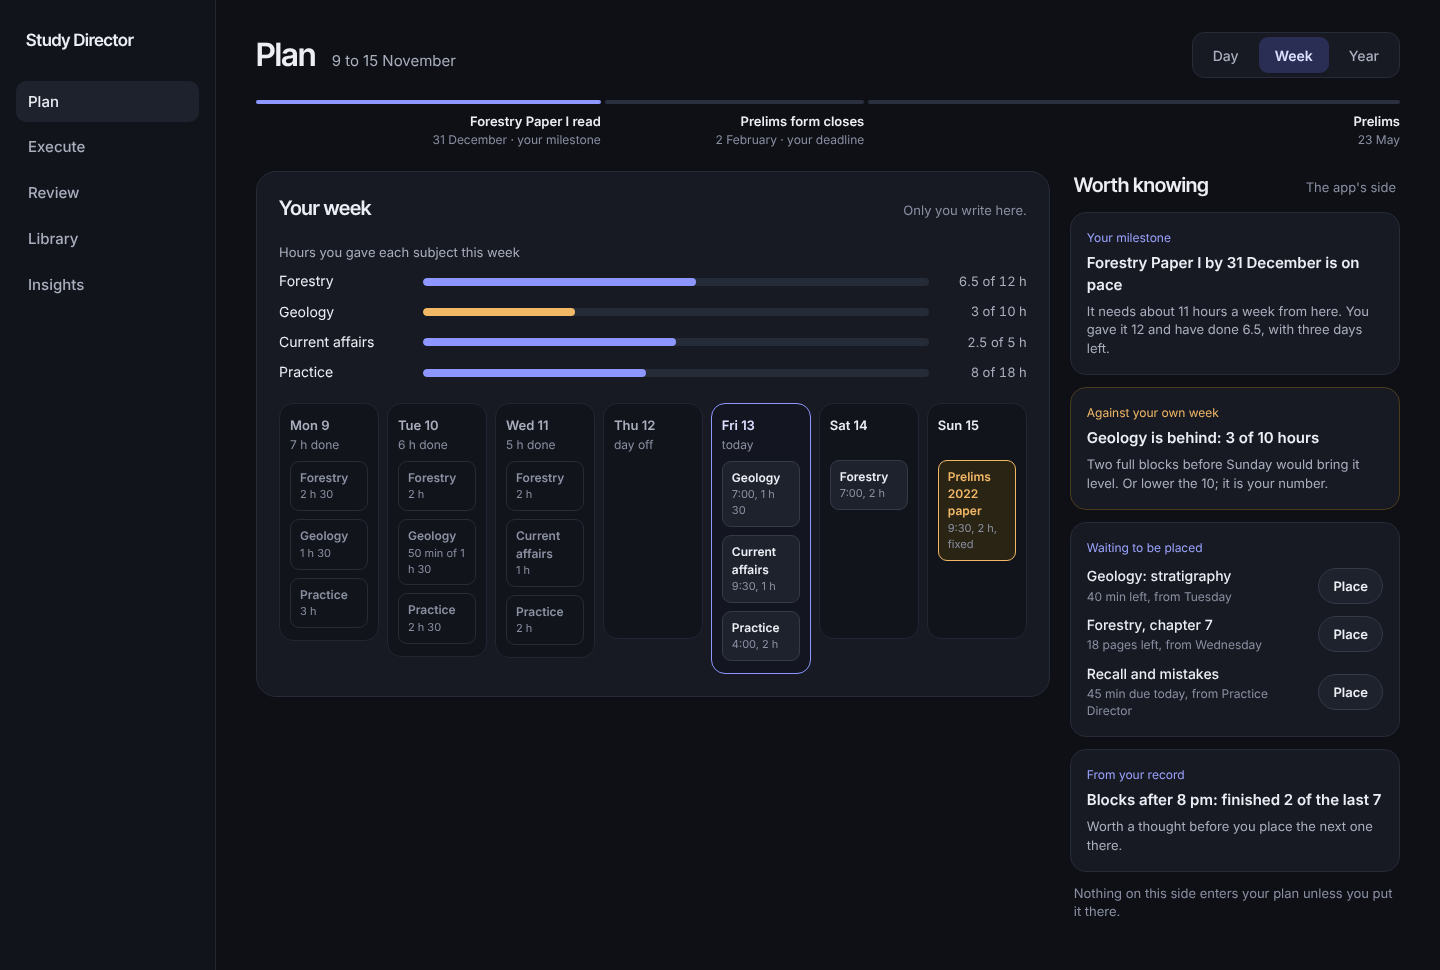 Study Director
Plan
Execute
Review
Library
Insights
Plan
9 to 15 November
Day
Week
Year
Forestry Paper I read
31 December · your milestone
Prelims form closes
2 February · your deadline
Prelims
23 May
Your week
Only you write here.
Hours you gave each subject this week
Forestry
6.5 of 12 h
Geology
3 of 10 h
Current affairs
2.5 of 5 h
Practice
8 of 18 h
Mon 9
7 h done
Forestry
2 h 30
Geology
1 h 30
Practice
3 h
Tue 10
6 h done
Forestry
2 h
Geology
50 min of 1
h 30
Practice
2 h 30
Wed 11
5 h done
Forestry
2 h
Current
affairs
1 h
Practice
2 h
Thu 12
day off
Fri 13
today
Geology
7:00, 1 h
30
Current
affairs
9:30, 1 h
Practice
4:00, 2 h
Sat 14
Forestry
7:00, 2 h
Sun 15
Prelims
2022
paper
9:30, 2 h,
fixed
Worth knowing
The app's side
Your milestone
Forestry Paper I by 31 December is on
pace
It needs about 11 hours a week from here. You
gave it 12 and have done 6.5, with three days
left.
Against your own week
Geology is behind: 3 of 10 hours
Two full blocks before Sunday would bring it
level. Or lower the 10; it is your number.
Waiting to be placed
Geology: stratigraphy
40 min left, from Tuesday
Place
Forestry, chapter 7
18 pages left, from Wednesday
Place
Recall and mistakes
45 min due today, from Practice
Director
Place
From your record
Blocks after 8 pm: finished 2 of the last 7
Worth a thought before you place the next one
there.
Nothing on this side enters your plan unless you put
it there.